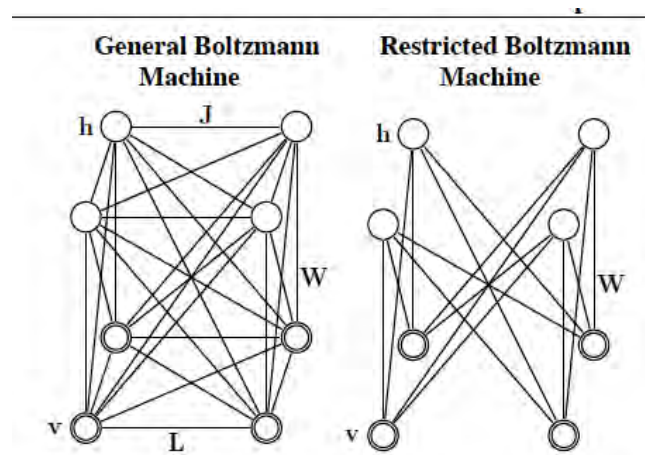 General Boltzmann
Machine
Restricted Boltzmann
Machine
h
J
W
v
L
h
W
v